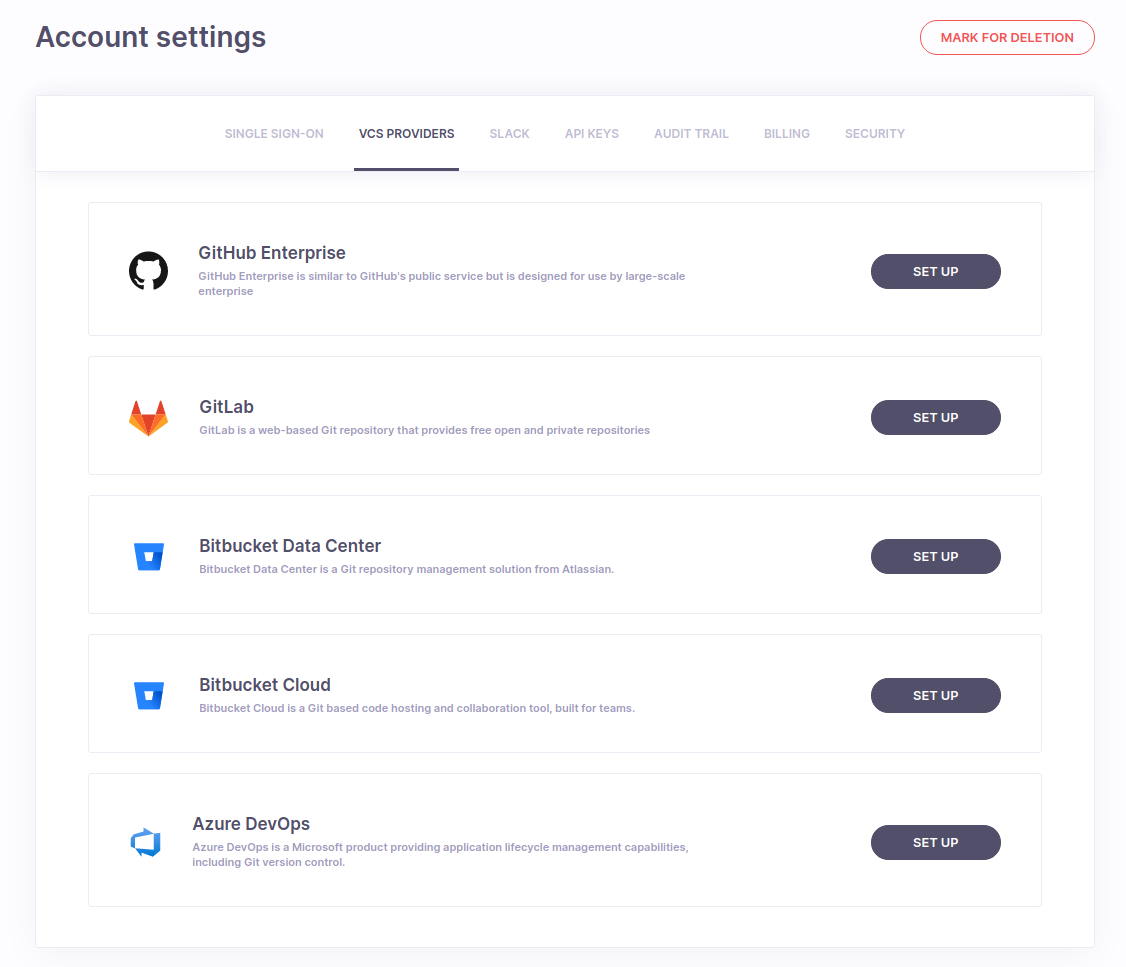 Account settings
MARK FOR DELETION
SINGLE SIGN-ON
VCS PROVIDERS
SLACK
API KEYS
AUDIT TRAIL
BILLING
SECURITY
GitHub Enterprise
GitHub Enterprise is similar to GitHub's public service but is designed for use by large-scale
enterprise
SET UP
GitLab
GitLab is a web-based Git repository that provides free open and private repositories
SET UP
Bitbucket Data Center
Bitbucket Data Center is a Git repository management solution from Atlassian.
SET UP
Bitbucket Cloud
Bitbucket Cloud is a Git based code hosting and collaboration tool, built for teams.
SET UP
Azure DevOps
Azure DevOps is a Microsoft product providing application lifecycle management capabilities,
including Git version control.
SET UP